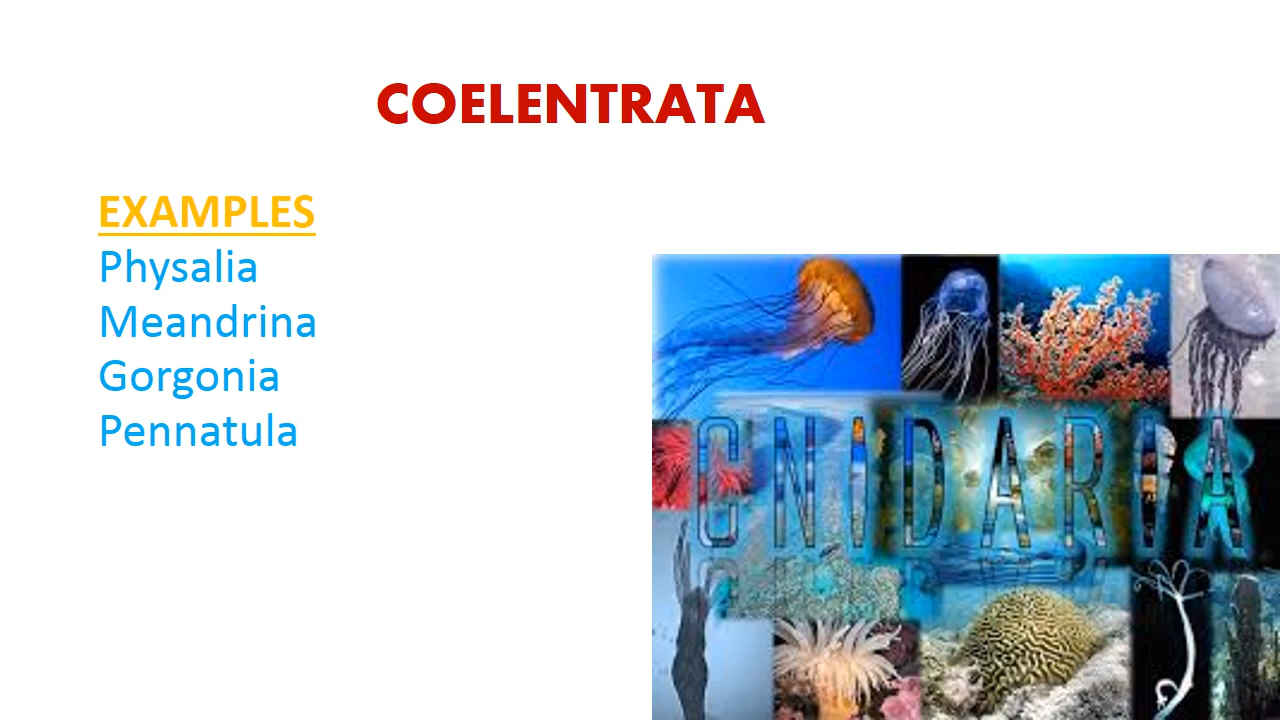 COELENTRATA
EXAMPLES
Physalia
Meandrina
Gorgonia
Pennatula
CNIDARIA